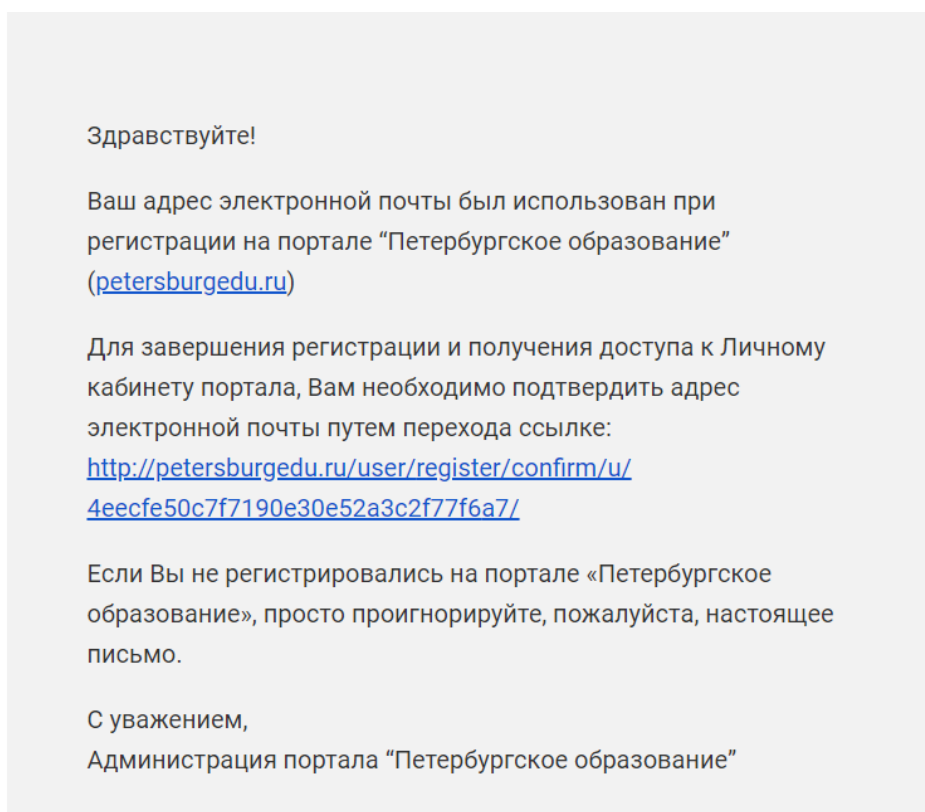 Здравствуйте!
Ваш адрес электронной почты был использован при
регистрации на портале “Петербургское образование”
(petersburgedu.ru)
Для завершения регистрации и получения доступа к Личному
кабинету портала, Вам необходимо подтвердить адрес
электронной почты путем перехода ссылке:
http://petersburgedu.ru/user/register/confirm/u/
4eecfe50c7f7190e30e52a3c2f77f6a7/
Если Вы не регистрировались на портале «Петербургское
образование», просто проигнорируйте, пожалуйста, настоящее
письмо.
С уважением,
Администрация портала “Петербургское образование”